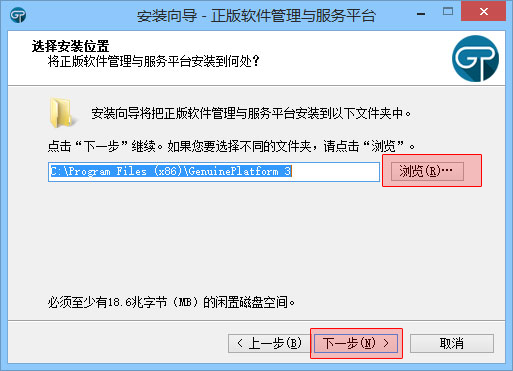 安装向导 - 正版软件管理与服务平台
GP
选择安装位置
将正版软件管理与服务平台安装到何处？
安装向导将把正版软件管理与服务平台安装到以下文件夹中。
点击“下一步”继续。如果您要选择不同的文件夹，请点击“浏览”。
C:\Program Files (x86)\GenuinePlatform 3
浏览(R)…
必须至少有18.6兆字节（MB）的闲置磁盘空间。
< 上一步(B)
下一步(N) >
取消